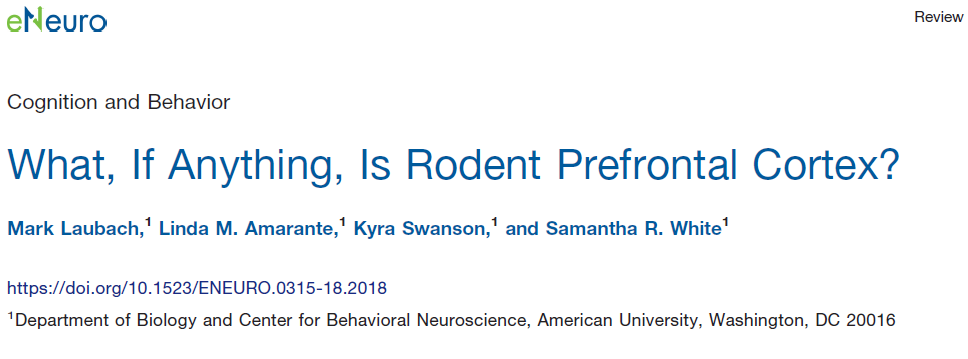 eNeuro
Review
Cognition and Behavior
What, If Anything, Is Rodent Prefrontal Cortex?
Mark Laubach,¹ Linda M. Amarante,¹ Kyra Swanson,¹ and Samantha R. White¹
https://doi.org/10.1523/ENEURO.0315-18.2018
¹Department of Biology and Center for Behavioral Neuroscience, American University, Washington, DC 20016